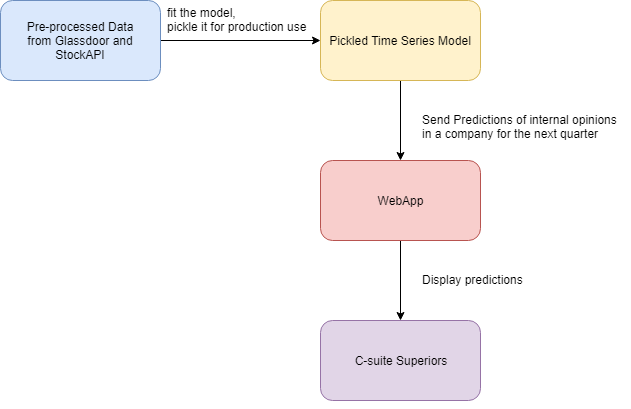 fit the model,
pickle it for production use
Pre-processed Data
from Glassdoor and
StockAPI
Pickled Time Series Model
Send Predictions of internal opinions
in a company for the next quarter
WebApp
Display predictions
C-suite Superiors